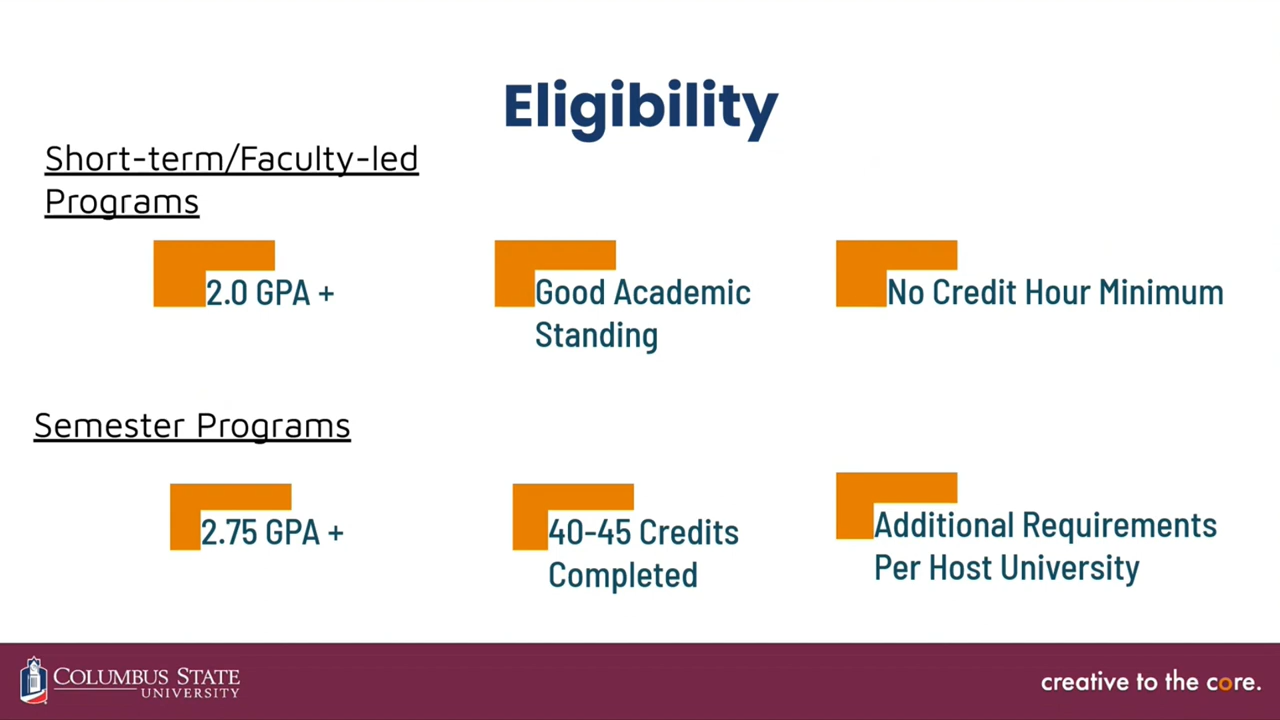 Eligibility
Short-term/Faculty-led
Programs
2.0 GPA +
Good Academic
Standing
No Credit Hour Minimum
Semester Programs
2.75 GPA +
40-45 Credits
Completed
Additional Requirements
Per Host University
COLUMBUS STATE
UNIVERSITY
creative to the core.